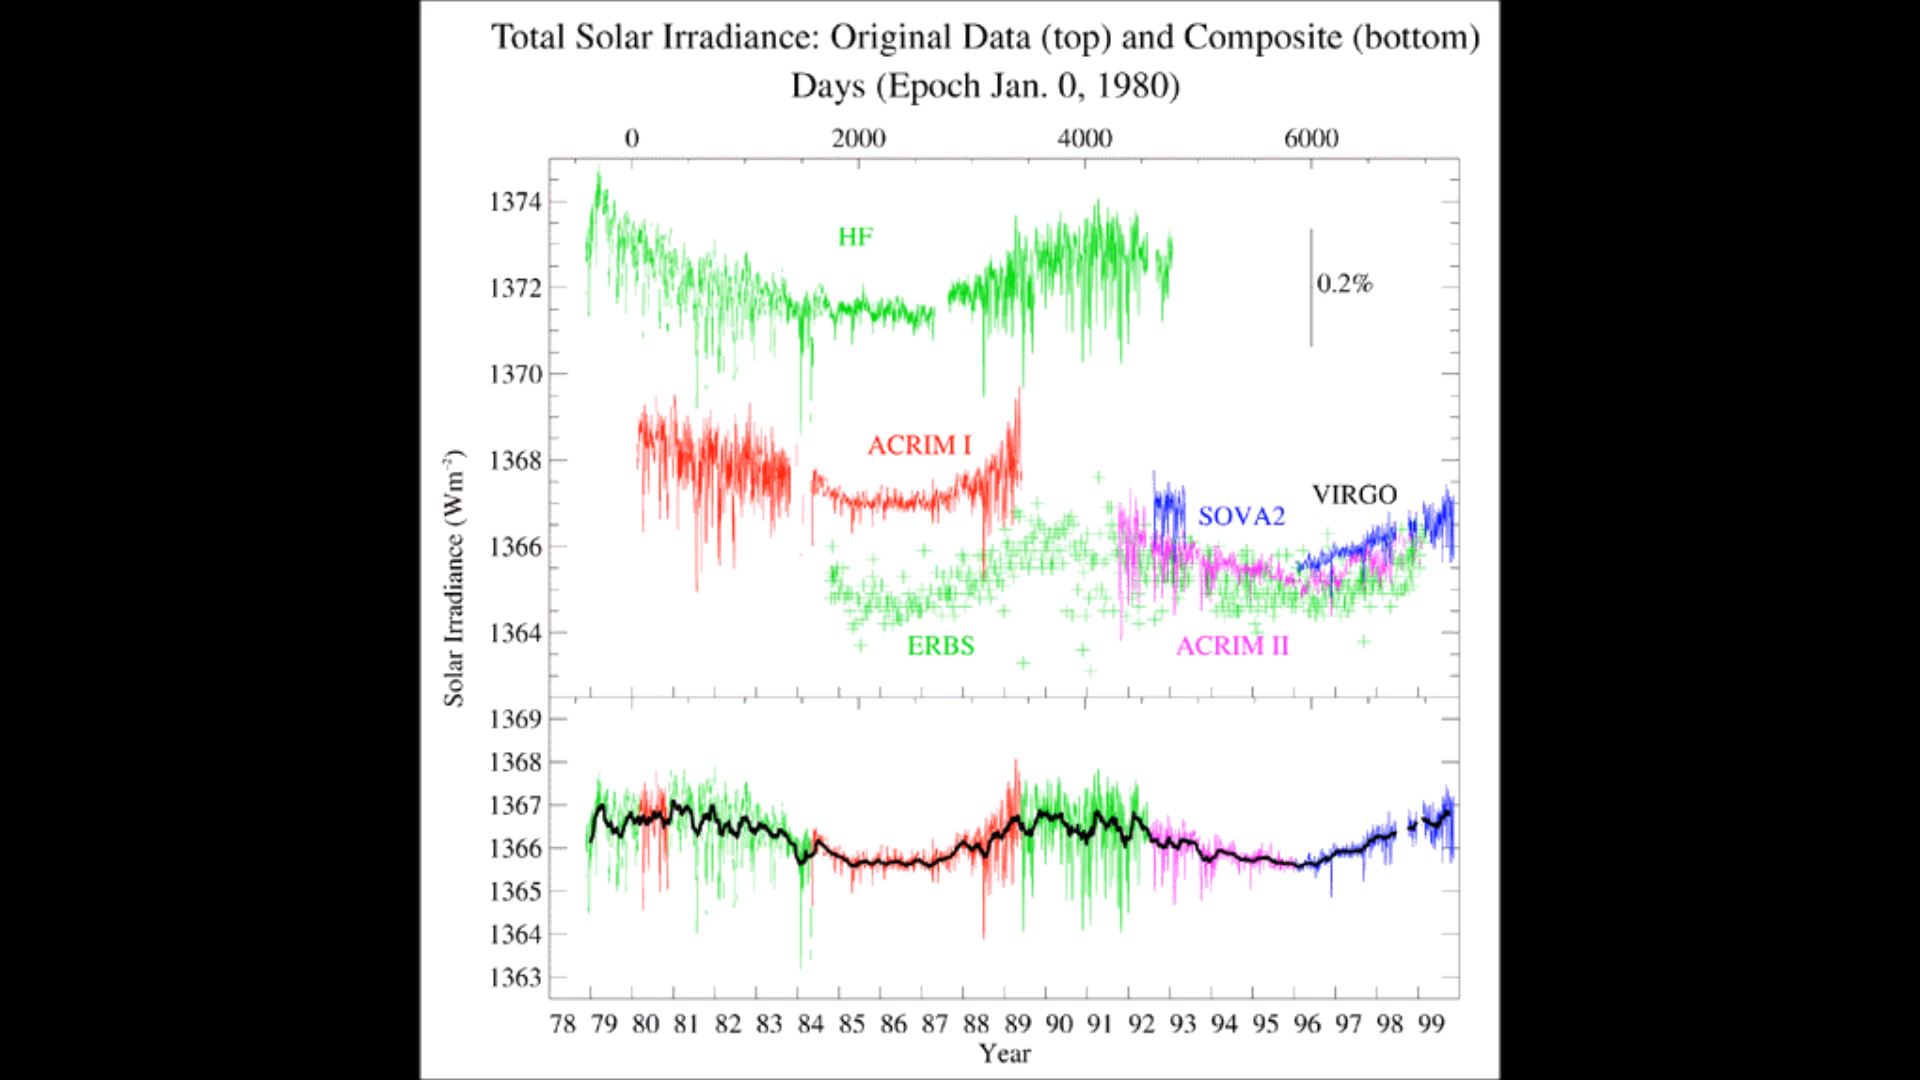 Total Solar Irradiance: Original Data (top) and Composite (bottom)
Days (Epoch Jan. 0, 1980)
0 2000 4000 6000
1374
HF
1372
0.2%
1370
ACRIM I
1368
VIRGO
SOVA2
1366
1364
ERBS
ACRIM II
Solar Irradiance (Wm⁻²)
1369
1368
1367
1366
1365
1364
1363
78 79 80 81 82 83 84 85 86 87 88 89 90 91 92 93 94 95 96 97 98 99
Year